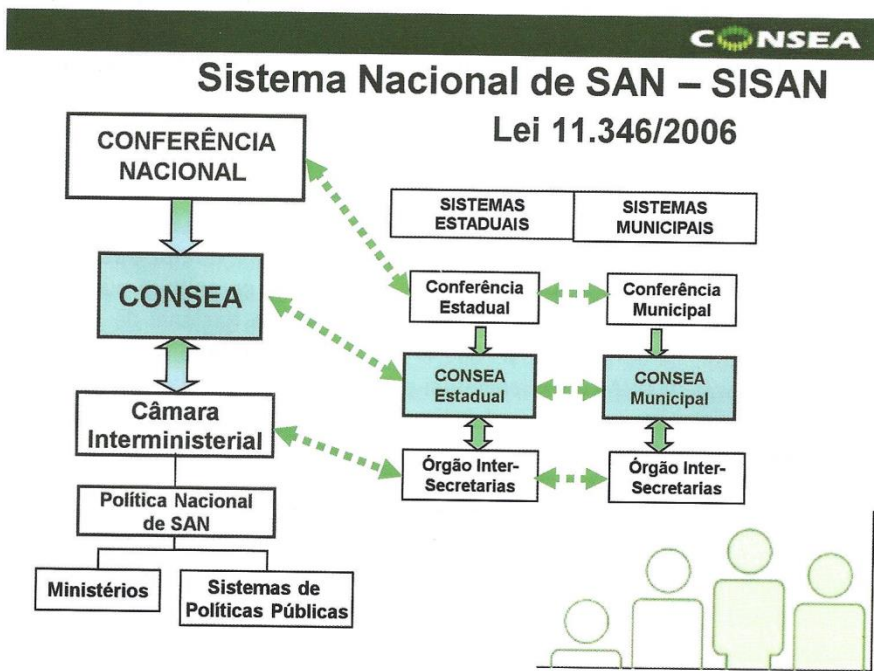 CONSEA
Sistema Nacional de SAN – SISAN
Lei 11.346/2006
CONFERÊNCIA
NACIONAL
CONSEA
Câmara
Interministerial
Política Nacional
de SAN
Ministérios
Sistemas de
Políticas Públicas
SISTEMAS
ESTADUAIS
SISTEMAS
MUNICIPAIS
Conferência
Estadual
Conferência
Municipal
CONSEA
Estadual
CONSEA
Municipal
Órgão Inter-
Secretarias
Órgão Inter-
Secretarias